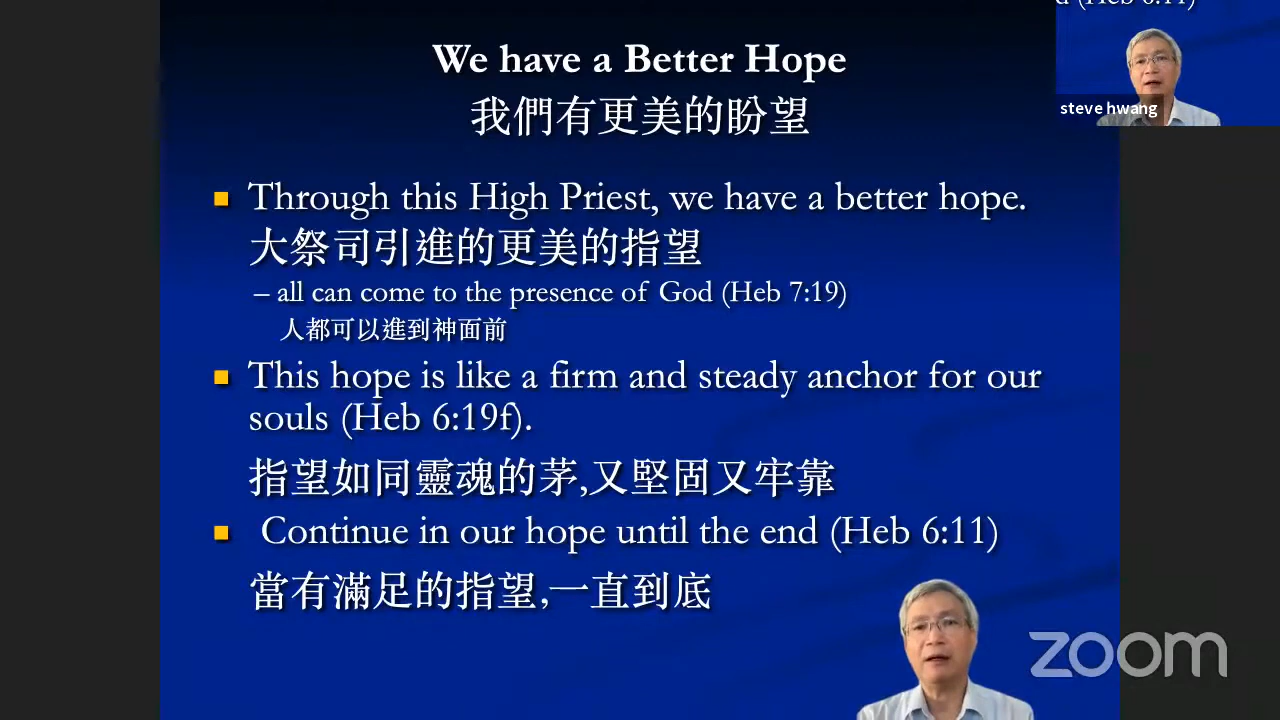 We have a Better Hope
我們有更美的盼望
Through this High Priest, we have a better hope.
大祭司引進的更美的指望
– all can come to the presence of God (Heb 7:19)
人都可以進到神面前
This hope is like a firm and steady anchor for our
souls (Heb 6:19f).
指望如同靈魂的茅,又堅固又牢靠
Continue in our hope until the end (Heb 6:11)
當有滿足的指望,一直到底
steve hwang
zoom